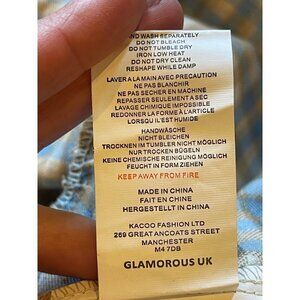 ND WASH SEPARATELY
DO NOT BLEACH
DO NOT TUMBLE DRY
IRON LOW HEAT
DO NOT DRY CLEAN
RESHAPE WHILE DAMP
LAVER A LA MAIN AVEC PRECAUTION
NE PAS BLANCHIR
NE PAS SECHER EN MACHINE
REPASSER SEULEMENT A SEC
LAVAGE CHIMIQUE IMPOSSIBLE
REDONNER LA FORME À L'ARTICLE
LORSQU IL EST HUMIDE
HANDWÄSCHE
NICHT BLEICHEN
TROCKNEN IM TUMBLER NICHT MÖGLICH
NUR TROCKEN BÜGELN
KEINE CHEMISCHE REINIGUNG MÖGLICH
FEUCHT IN FORM ZIEHEN
KEEP AWAY FROM FIRE
MADE IN CHINA
FAIT EN CHINE
HERGESTELLT IN CHINA
KACOO FASHION LTD
269 GREAT ANCOATS STREET
MANCHESTER
M4 7DB
GLAMOROUS UK